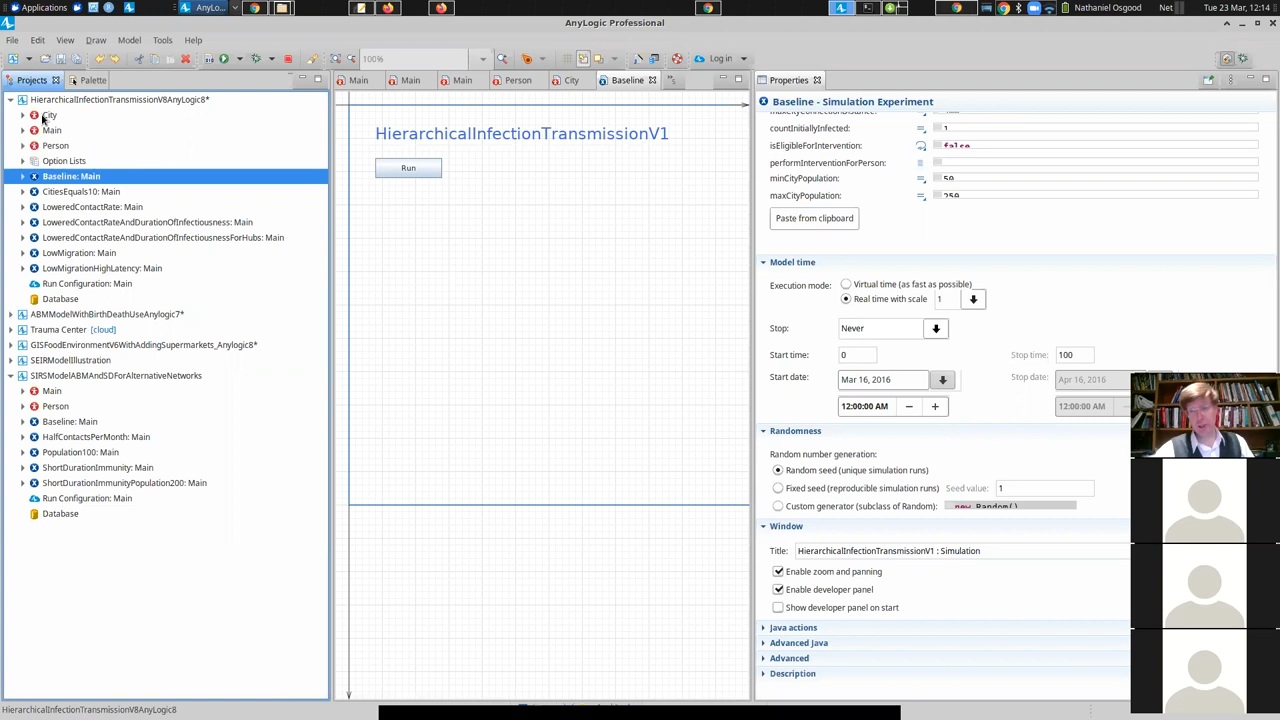 Applications
Places
AnyLo...
Nathaniel Osgood
Net
Tue 23 Mar, 12:14
AnyLogic Professional
File Edit View Draw Model Tools Help
100%
Log in
Projects
Palette
Main
Main
Main
Person
City
Baseline
Properties
HierarchicalInfectionTransmissionV8AnyLogic8*
City
Main
Person
Option Lists
Baseline: Main
CitiesEquals10: Main
LoweredContactRate: Main
LoweredContactRateAndDurationOfInfectiousness: Main
LoweredContactRateAndDurationOfInfectiousnessForHubs: Main
LowMigration: Main
LowMigrationHighLatency: Main
Run Configuration: Main
Database
ABMModelWithBirthDeathUseAnylogic7*
Trauma Center [cloud]
GISFoodEnvironmentV6WithAddingSupermarkets_Anylogic8*
SEIRModelIllustration
SIRSModelABMAndSDForAlternativeNetworks
Main
Person
Baseline: Main
HalfContactsPerMonth: Main
Population100: Main
ShortDurationImmunity: Main
ShortDurationImmunityPopulation200: Main
Run Configuration: Main
Database
HierarchicalInfectionTransmissionV1
Run
Baseline - Simulation Experiment
countInitiallyInfected: 1
isEligibleForIntervention: false
performInterventionForPerson:
minCityPopulation: 50
maxCityPopulation: 250
Paste from clipboard
Model time
Execution mode: Virtual time (as fast as possible)
Real time with scale 1
Stop: Never
Start time: 0 Stop time: 100
Start date: Mar 16, 2016 Stop date: Apr 16, 2016
12:00:00 AM 12:00:00 AM
Randomness
Random number generation:
Random seed (unique simulation runs)
Fixed seed (reproducible simulation runs) Seed value: 1
Custom generator (subclass of Random): new Random()
Window
Title: HierarchicalInfectionTransmissionV1 : Simulation
Enable zoom and panning
Enable developer panel
Show developer panel on start
Java actions
Advanced Java
Advanced
Description
HierarchicalInfectionTransmissionV8AnyLogic8